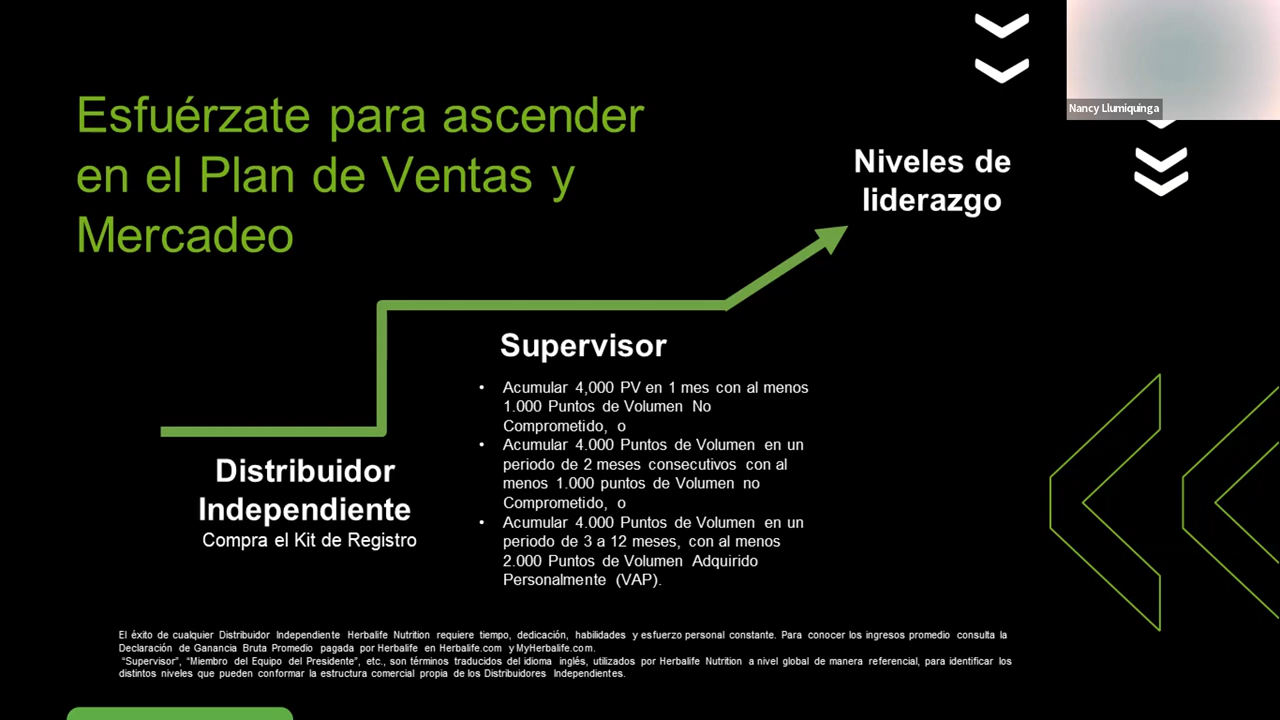 Esfuérzate para ascender
en el Plan de Ventas y
Mercadeo
Nancy Llumiquinga
Niveles de
liderazgo
Supervisor
• Acumular 4,000 PV en 1 mes con al menos
1.000 Puntos de Volumen No
Comprometido, o
• Acumular 4.000 Puntos de Volumen en un
periodo de 2 meses consecutivos con al
menos 1.000 puntos de Volumen no
Comprometido, o
• Acumular 4.000 Puntos de Volumen en un
periodo de 3 a 12 meses, con al menos
2.000 Puntos de Volumen Adquirido
Personalmente (VAP).
Distribuidor
Independiente
Compra el Kit de Registro
El éxito de cualquier Distribuidor Independiente Herbalife Nutrition requiere tiempo, dedicación, habilidades y esfuerzo personal constante. Para conocer los ingresos promedio consulta la
Declaración de Ganancia Bruta Promedio pagada por Herbalife en Herbalife.com y MyHerbalife.com.
"Supervisor", "Miembro del Equipo del Presidente", etc., son términos traducidos del idioma inglés, utilizados por Herbalife Nutrition a nivel global de manera referencial, para identificar los
distintos niveles que pueden conformar la estructura comercial propia de los Distribuidores Independientes.